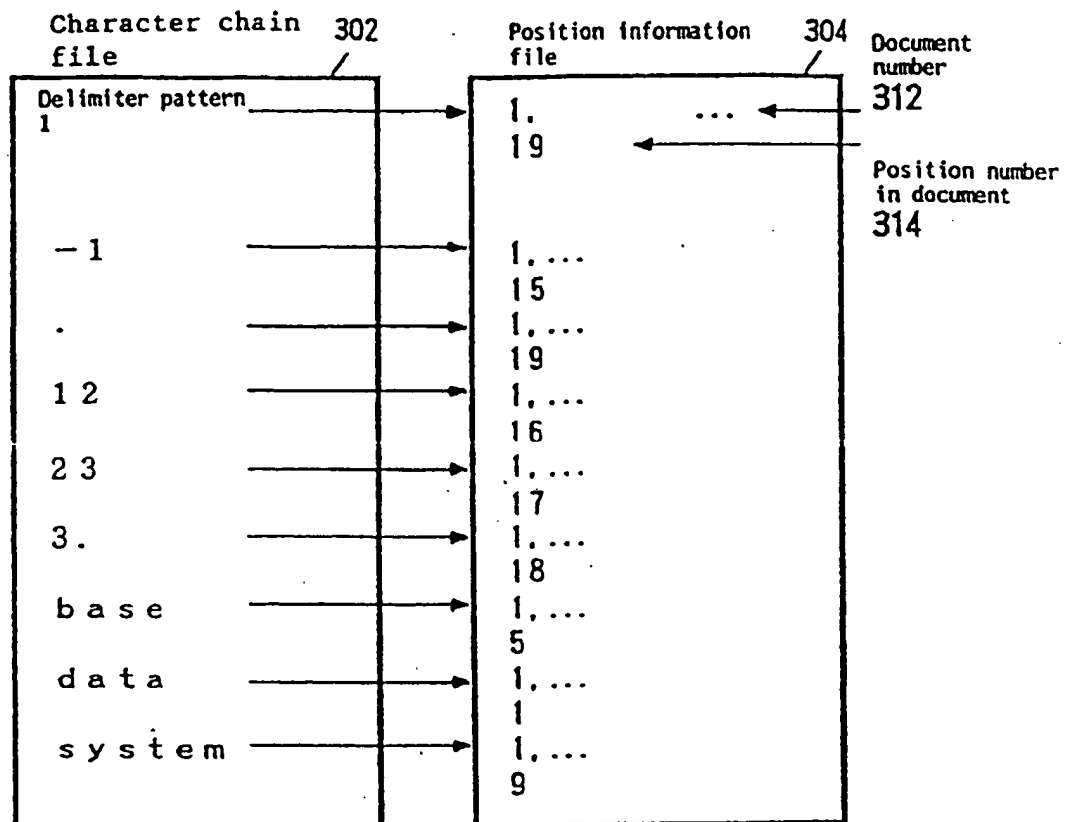 Character chain
file
302
Position information
file
304
Document
number
312
Delimiter pattern
1
1. ...
19
Position number
in document
314
-1
1, ...
15
.
1, ...
19
12
1, ...
16
23
1, ...
17
3.
1, ...
18
base
1, ...
5
data
1, ...
1
system
1, ...
9